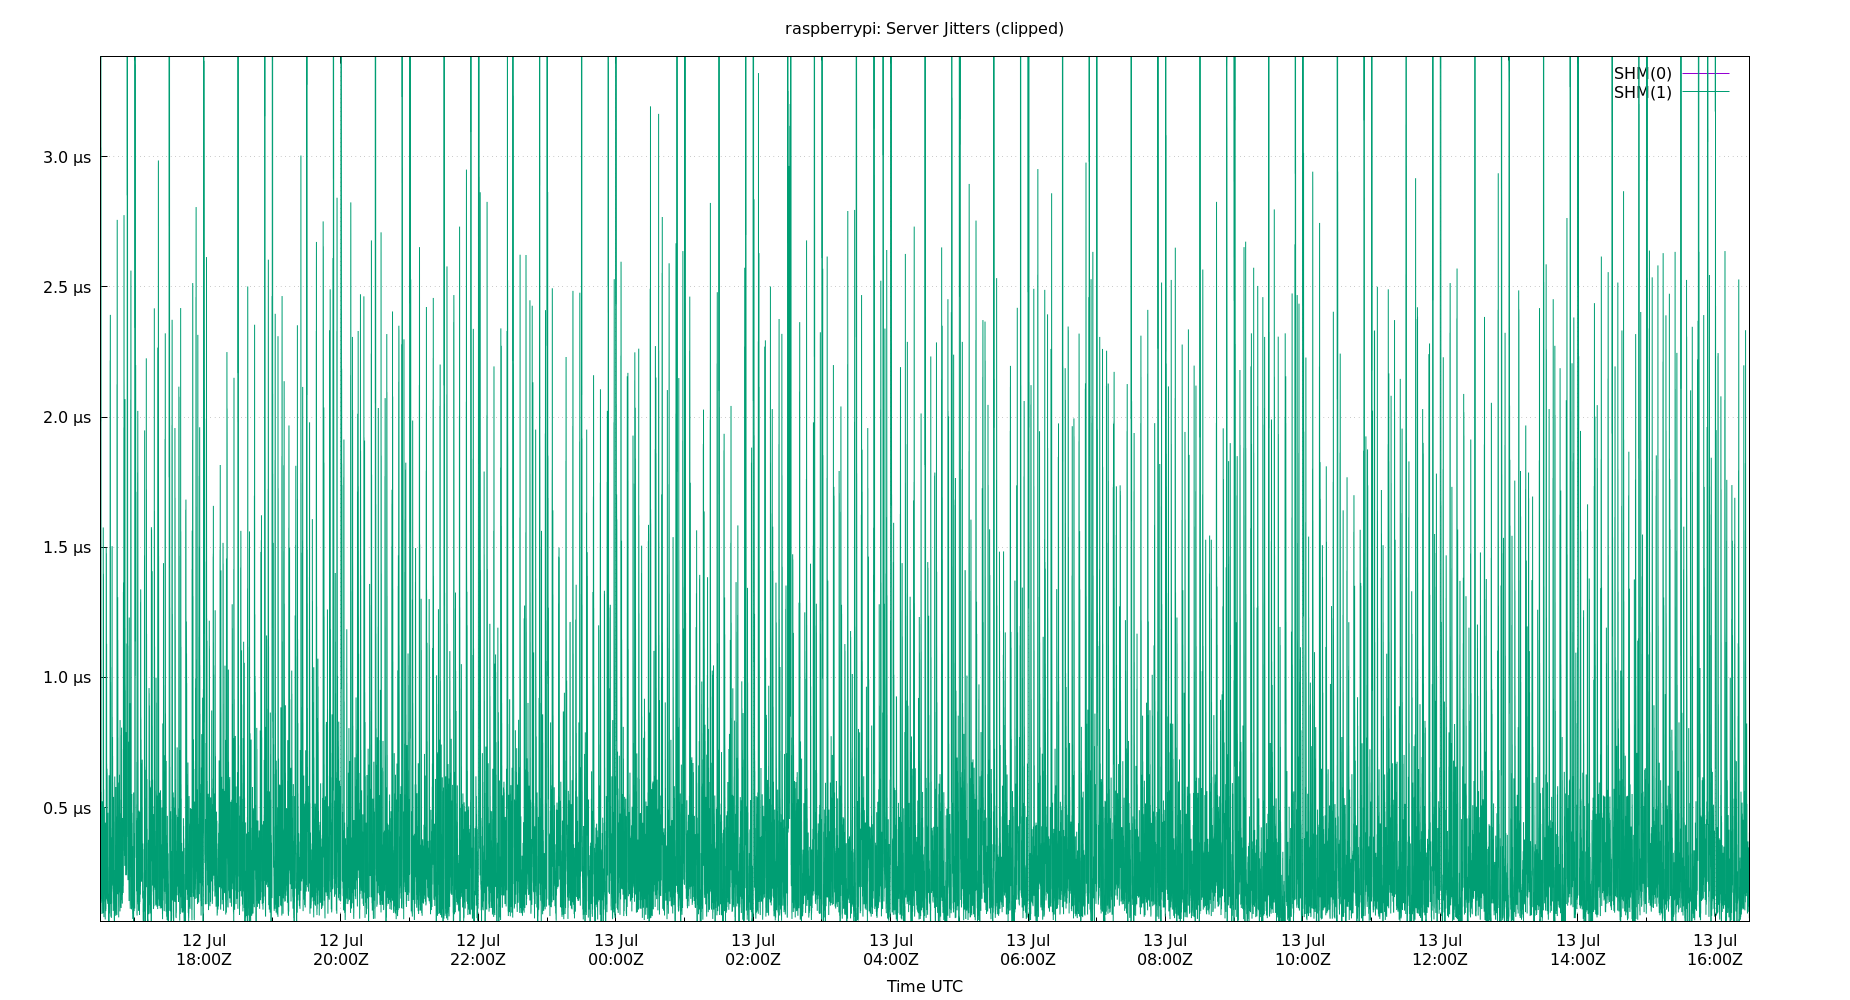 raspberrypi: Server Jitters (clipped)
SHM(0)
SHM(1)
3.0 µs
2.5 µs
2.0 µs
1.5 µs
1.0 µs
0.5 µs
12 Jul 12 Jul 12 Jul 13 Jul 13 Jul 13 Jul 13 Jul 13 Jul 13 Jul 13 Jul 13 Jul 13 Jul
18:00Z 20:00Z 22:00Z 00:00Z 02:00Z 04:00Z 06:00Z 08:00Z 10:00Z 12:00Z 14:00Z 16:00Z
Time UTC